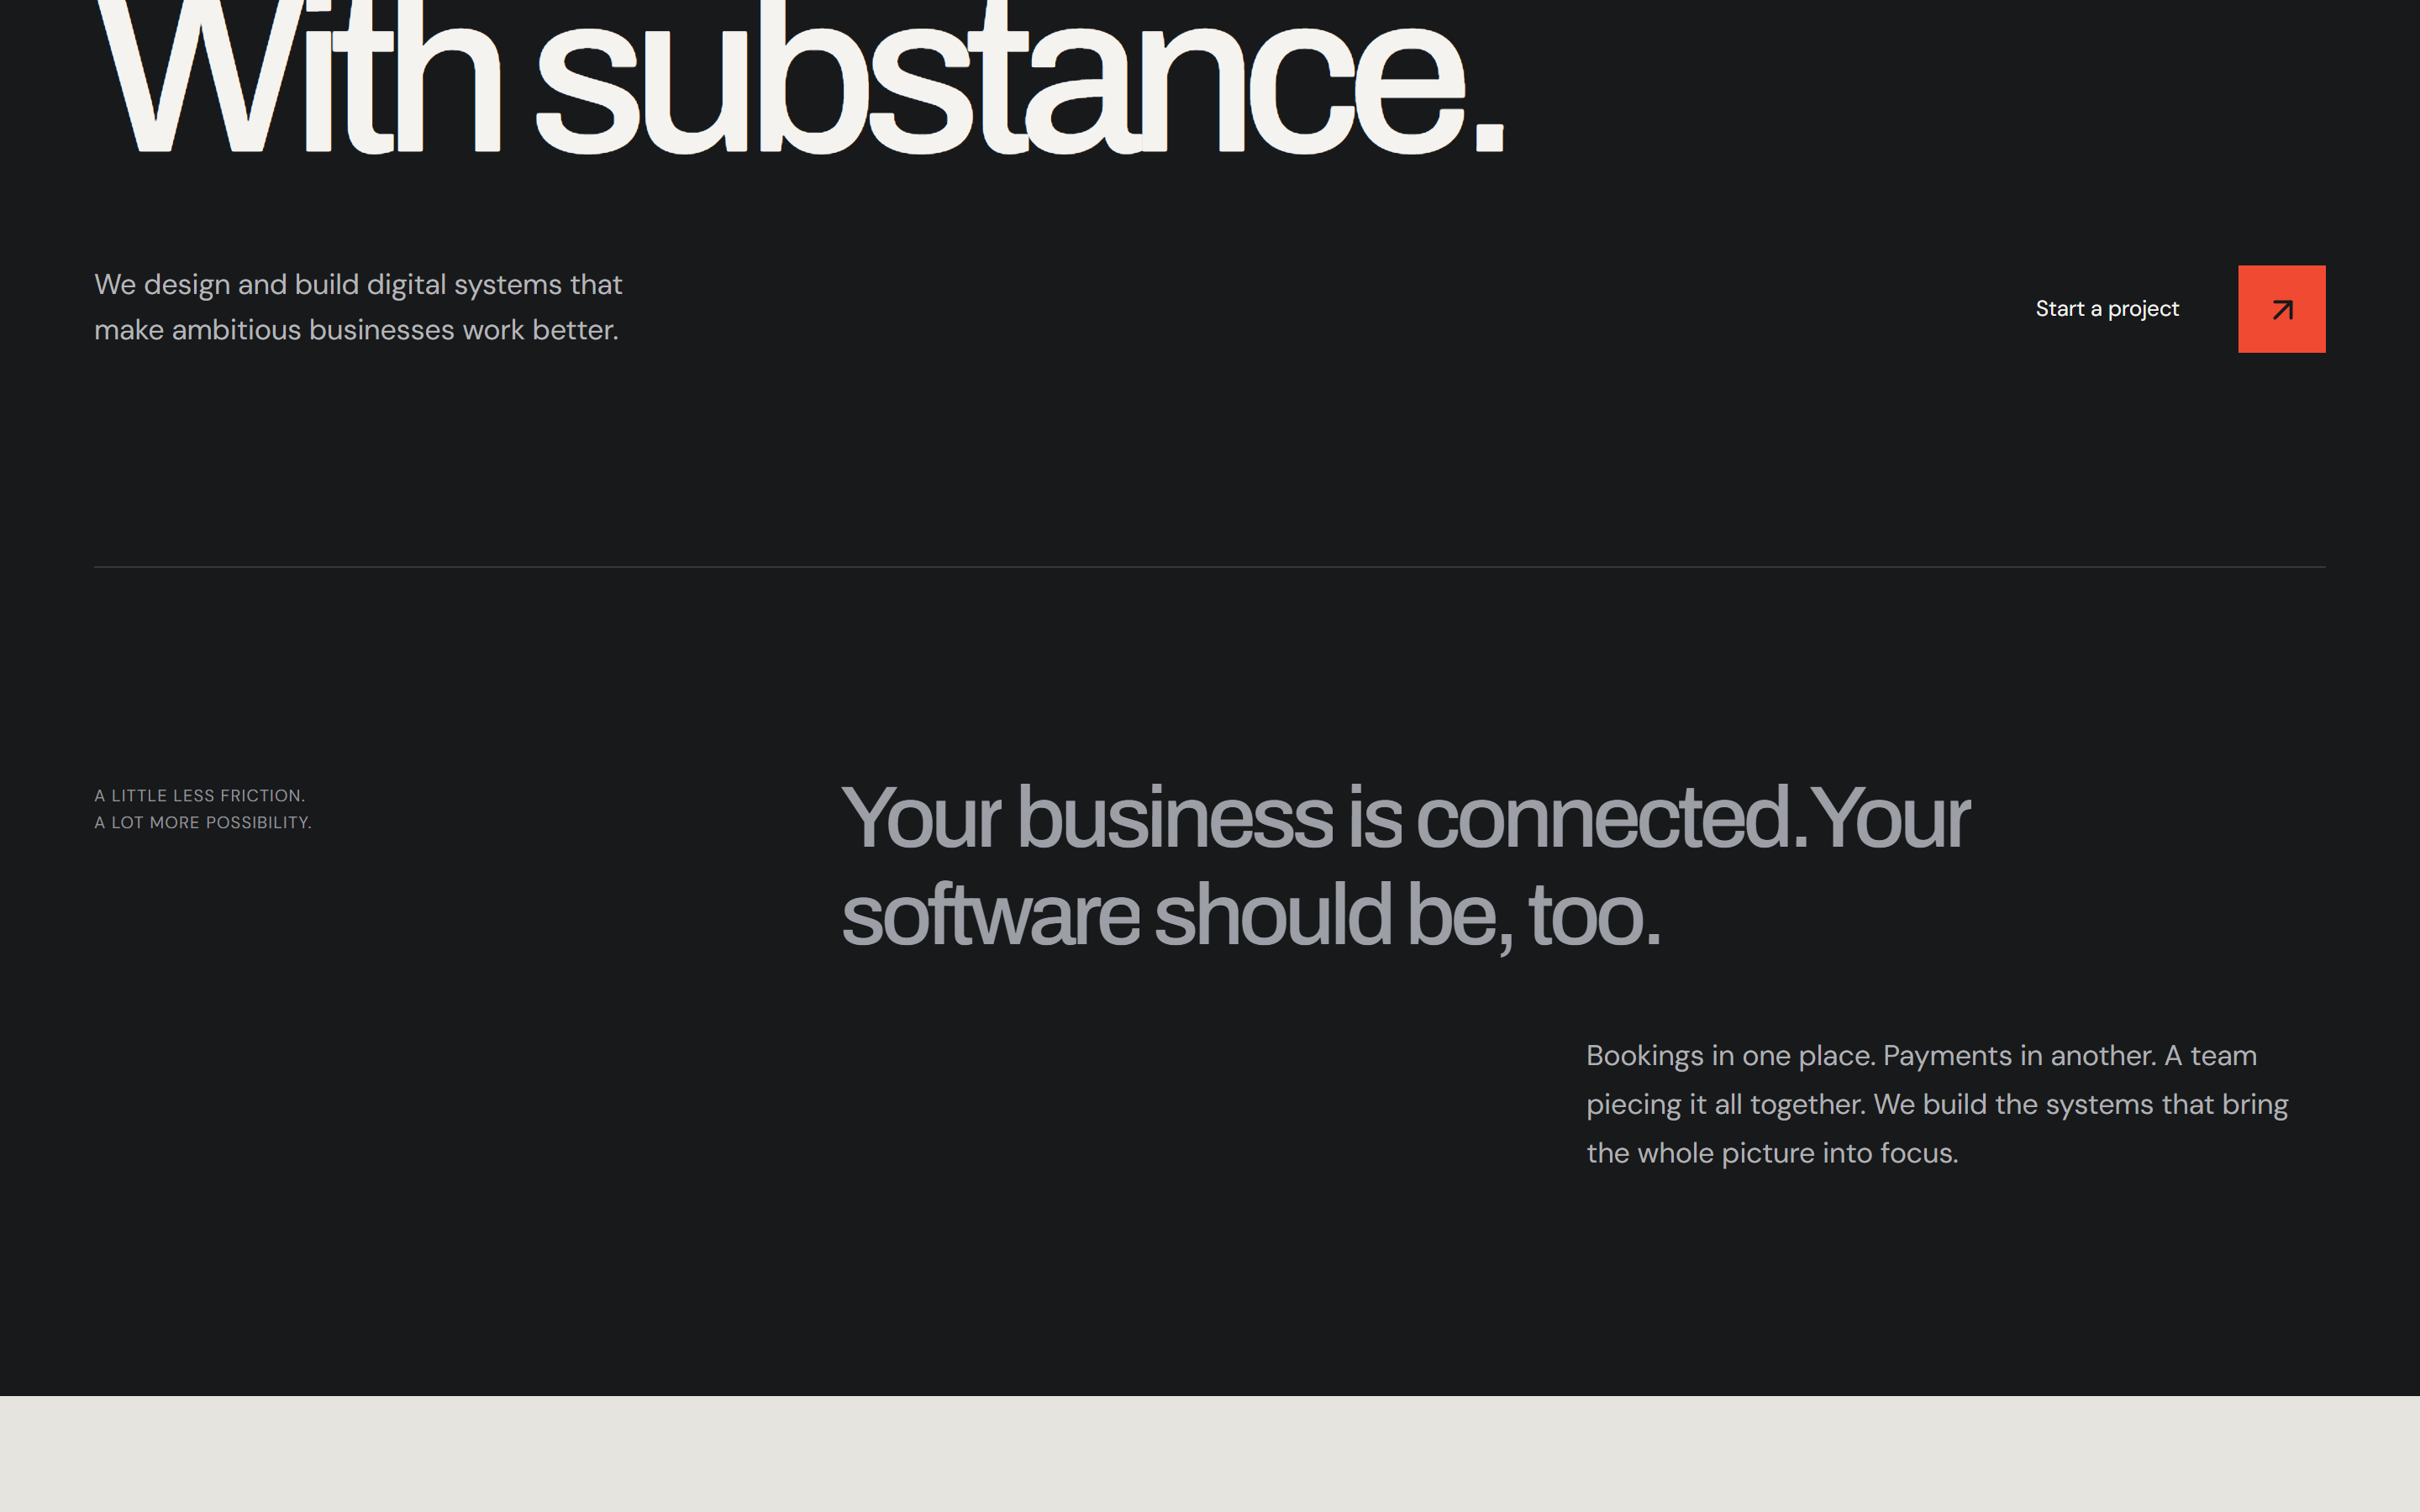 With substance.
We design and build digital systems that
make ambitious businesses work better.
Start a project
A LITTLE LESS FRICTION.
A LOT MORE POSSIBILITY.
Your business is connected. Your
software should be, too.
Bookings in one place. Payments in another. A team
piecing it all together. We build the systems that bring
the whole picture into focus.